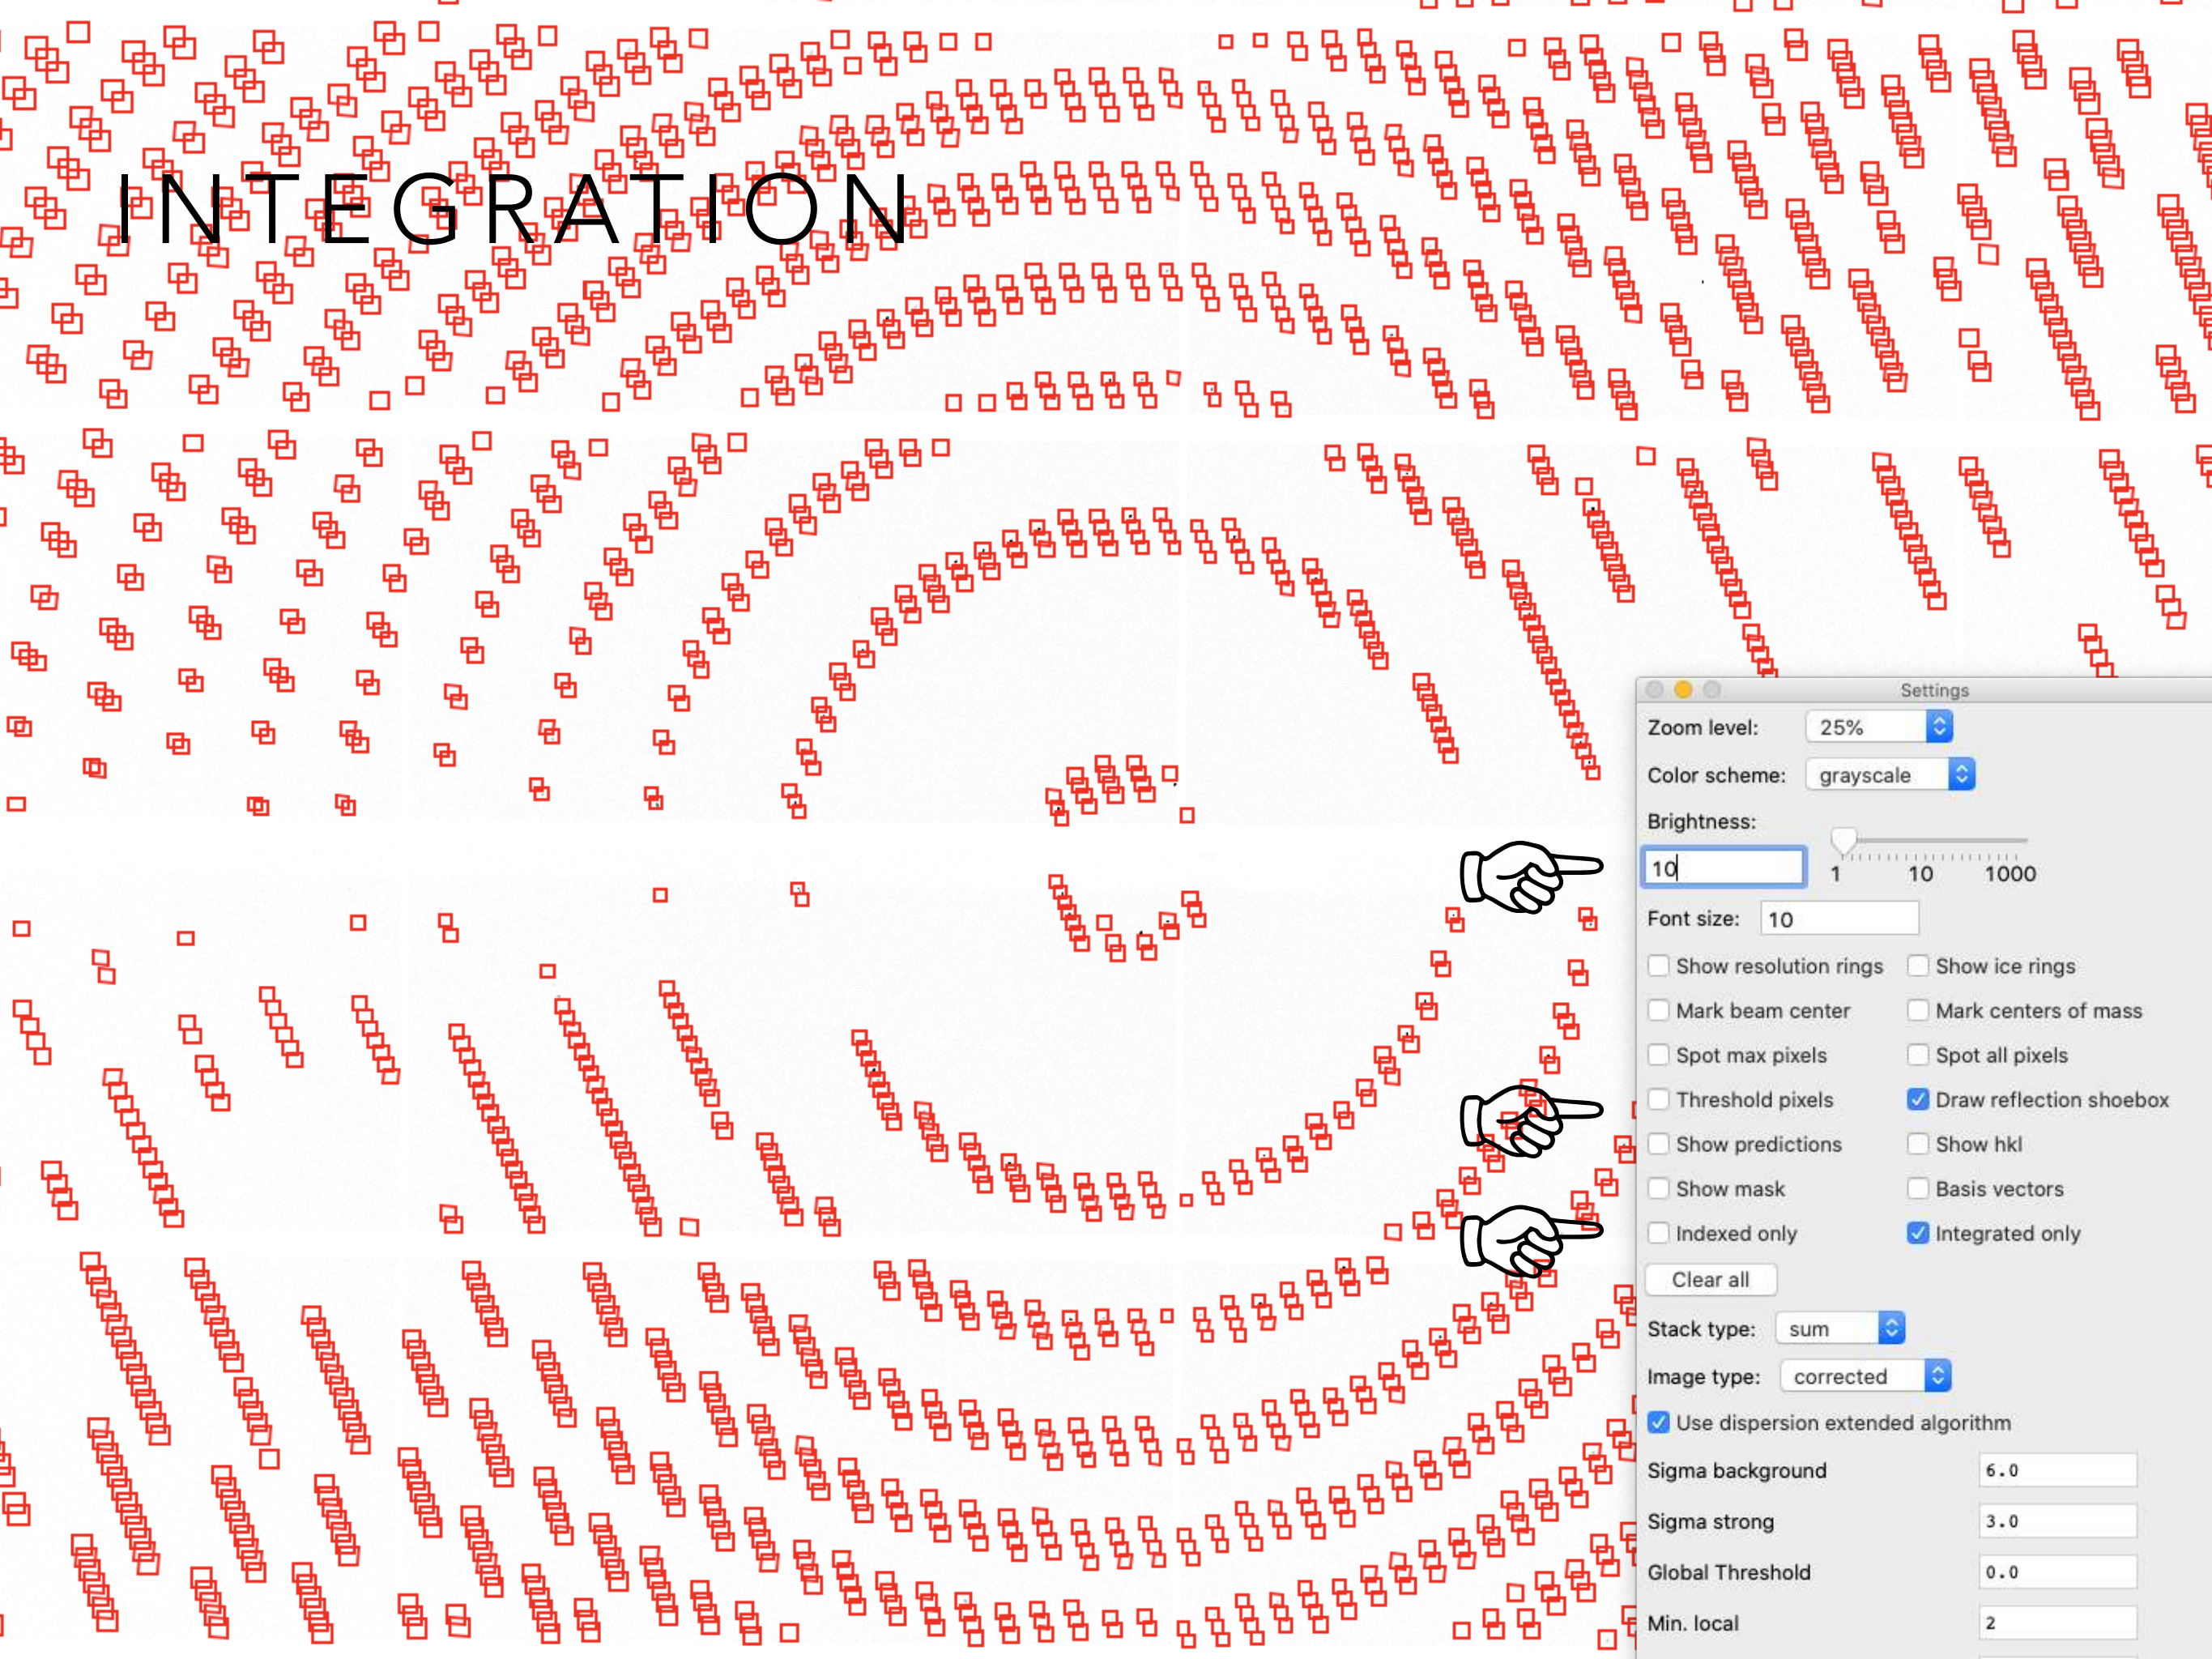 INTEGRATION
Settings
Zoom level: 25%
Color scheme: grayscale
Brightness:
10
1 10 1000
Font size: 10
Show resolution rings Show ice rings
Mark beam center Mark centers of mass
Spot max pixels Spot all pixels
Threshold pixels Draw reflection shoebox
Show predictions Show hkl
Show mask Basis vectors
Indexed only Integrated only
Clear all
Stack type: sum
Image type: corrected
Use dispersion extended algorithm
Sigma background 6.0
Sigma strong 3.0
Global Threshold 0.0
Min. local 2